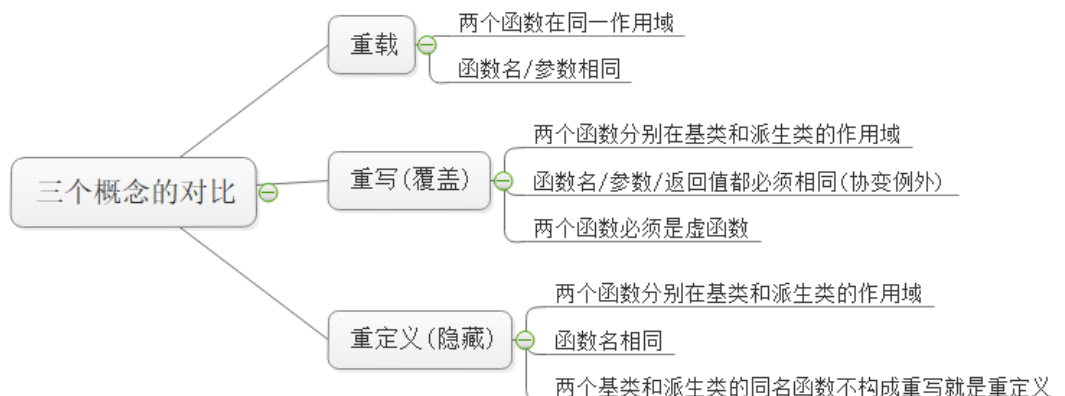 三个概念的对比
重载
两个函数在同一作用域
函数名/参数相同
重写(覆盖)
两个函数分别在基类和派生类的作用域
函数名/参数/返回值都必须相同(协变例外)
两个函数必须是虚函数
重定义(隐藏)
两个函数分别在基类和派生类的作用域
函数名相同
两个基类和派生类的同名函数不构成重写就是重定义